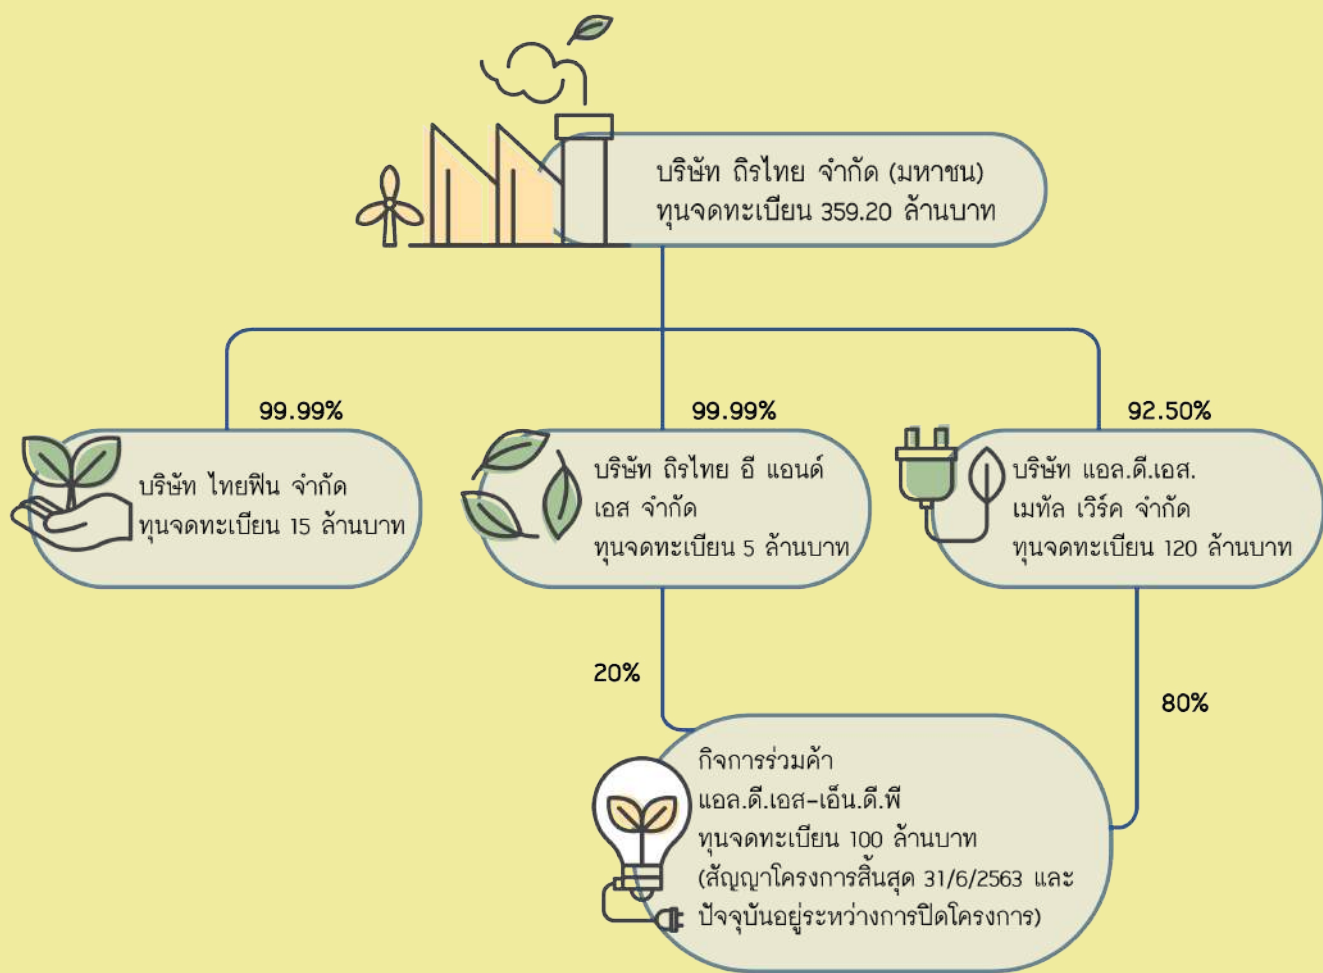 บริษัท ถิรไทย จำกัด (มหาชน)
ทุนจดทะเบียน 359.20 ล้านบาท
99.99%
99.99%
92.50%
บริษัท ไทยฟิน จำกัด
ทุนจดทะเบียน 15 ล้านบาท
บริษัท ถิรไทย อี แอนด์
เอส จำกัด
ทุนจดทะเบียน 5 ล้านบาท
บริษัท แอล.ดี.เอส.
เมทัล เวิร์ค จำกัด
ทุนจดทะเบียน 120 ล้านบาท
20%
80%
กิจการร่วมค้า
แอล.ดี.เอส-เอ็น.ดี.พี
ทุนจดทะเบียน 100 ล้านบาท
(สัญญาโครงการสิ้นสุด 31/6/2563 และ
ปัจจุบันอยู่ระหว่างการปิดโครงการ)